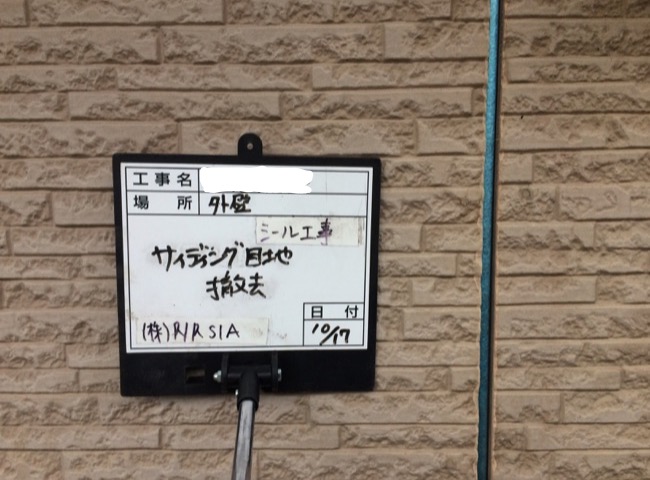 工事名
場所 外壁
シール工事
サイディング目地
撤去
日付
(株)RIRSIA
10/17